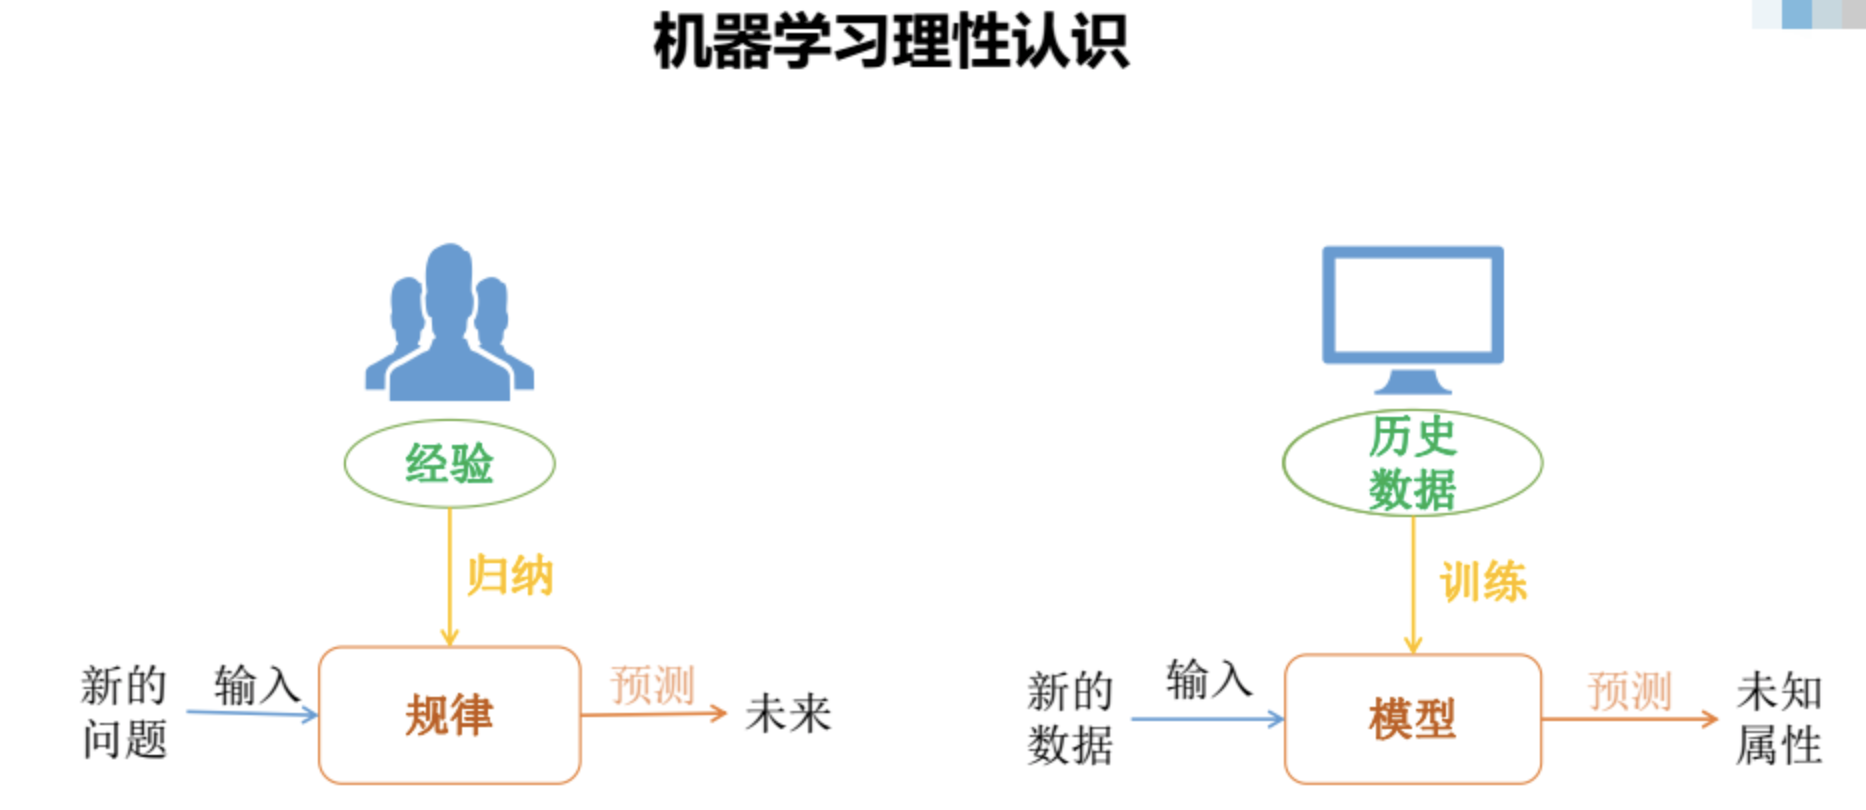 机器学习理性认识
经验
归纳
新的
问题
输入
规律
预测
未来
历史
数据
训练
新的
数据
输入
模型
预测
未知
属性